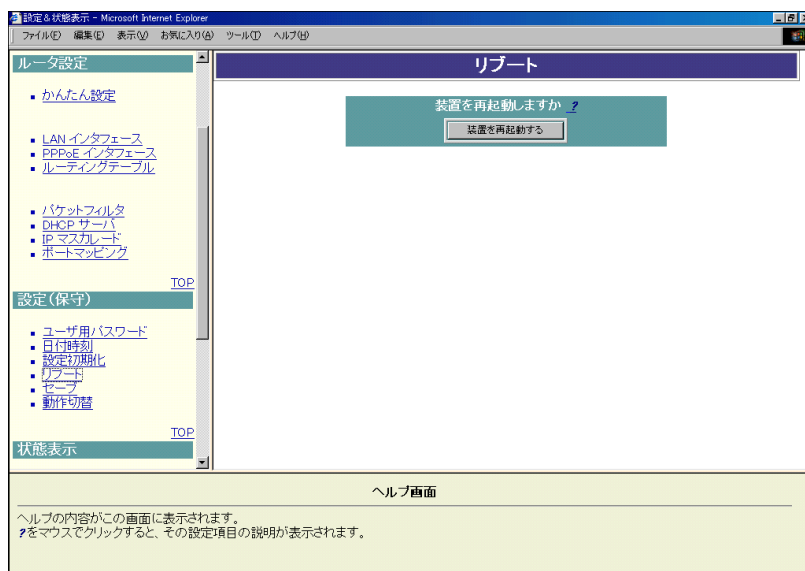 設定＆状態表示 - Microsoft Internet Explorer
ファイル(F) 編集(E) 表示(V) お気に入り(A) ツール(T) ヘルプ(H)
ルータ設定
かんたん設定
LAN インタフェース
PPPoE インタフェース
ルーティングテーブル
パケットフィルタ
DHCP サーバ
IP マスカレード
ポートマッピング
TOP
設定(保守)
ユーザ用パスワード
日付時刻
設定初期化
リブート
セーブ
動作切替
TOP
状態表示
リブート
装置を再起動しますか ?
装置を再起動する
ヘルプ画面
ヘルプの内容がこの画面に表示されます。
?をマウスでクリックすると、その設定項目の説明が表示されます。